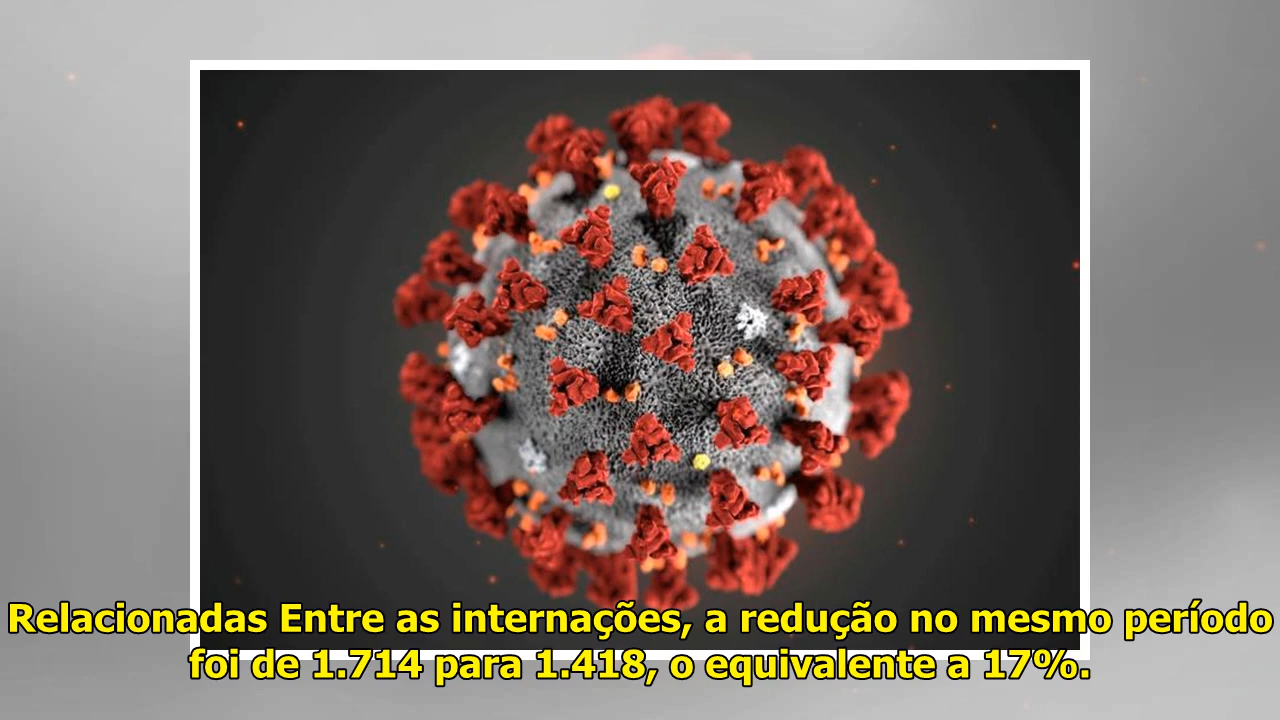 Relacionadas Entre as internações, a redução no mesmo período
foi de 1.714 para 1.418, o equivalente a 17%.